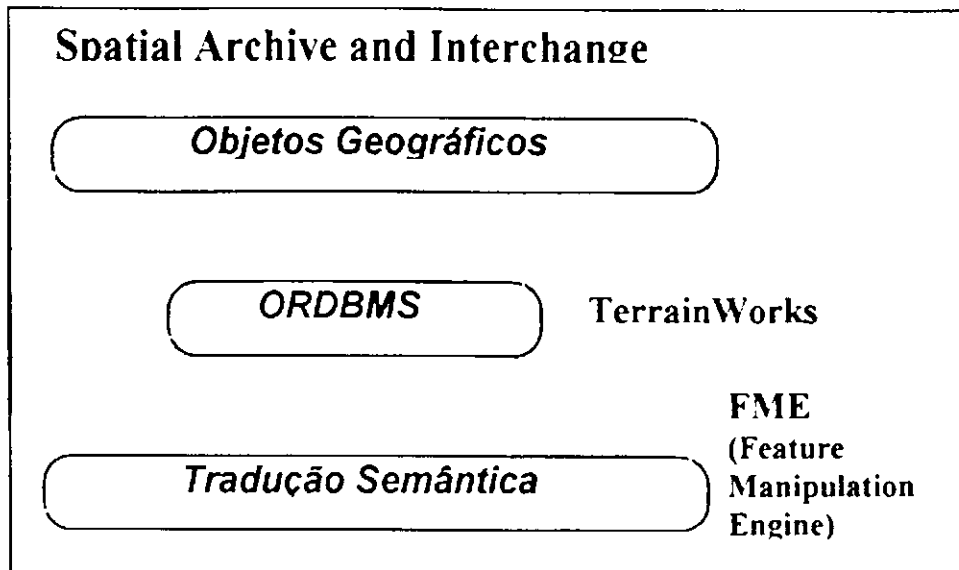 Spatial Archive and Interchange
Objetos Geográficos
ORDBMS
TerrainWorks
Tradução Semântica
FME
(Feature
Manipulation
Engine)